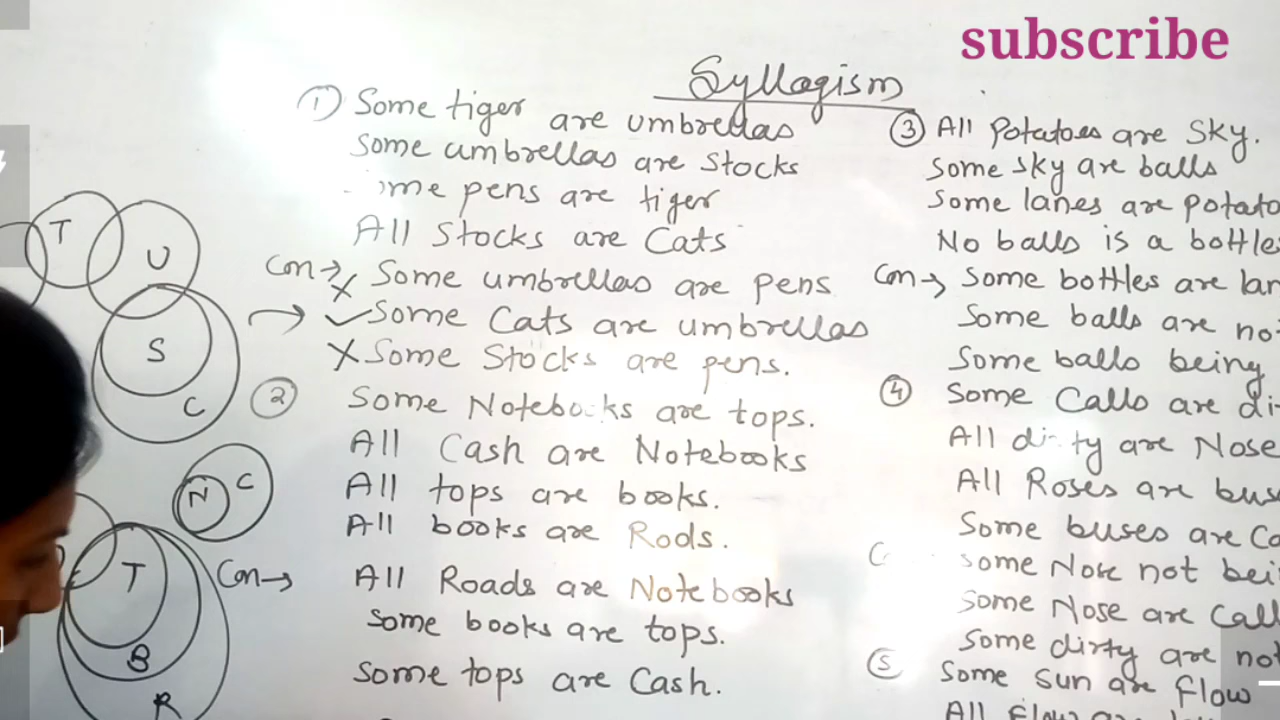 subscribe
Syllogism
① Some tiger are umbrellas
Some umbrellas are Stocks
me pens are tiger
All Stocks are Cats
Con → X Some umbrellas are pens
→ ✓ Some Cats are umbrellas
X Some Stocks are pens.
② Some Notebooks are tops.
All Cash are Notebooks
All tops are books.
All books are Rods.
Con → All Roads are Notebooks
Some books are tops.
Some tops are Cash.
③ All Potatoes are Sky.
Some sky are balls
Some lanes are potato
No balls is a bottle
Con → Some bottles are lan
Some balls are no
Some balls being
④ Some Calls are di
All dirty are Nose
All Roses are bus
Some buses are Ca
C Some Nose not bei
Some Nose are Call
Some dirty are not
⑤ Some Sun are flow
All flow are
T
U
S
C
N C
T
B
R